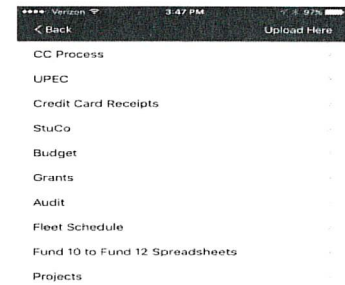 Verizon 3:47 PM 97%
< Back Upload Here
CC Process
UPEC
Credit Card Receipts
StuCo
Budget
Grants
Audit
Fleet Schedule
Fund 10 to Fund 12 Spreadsheets
Projects